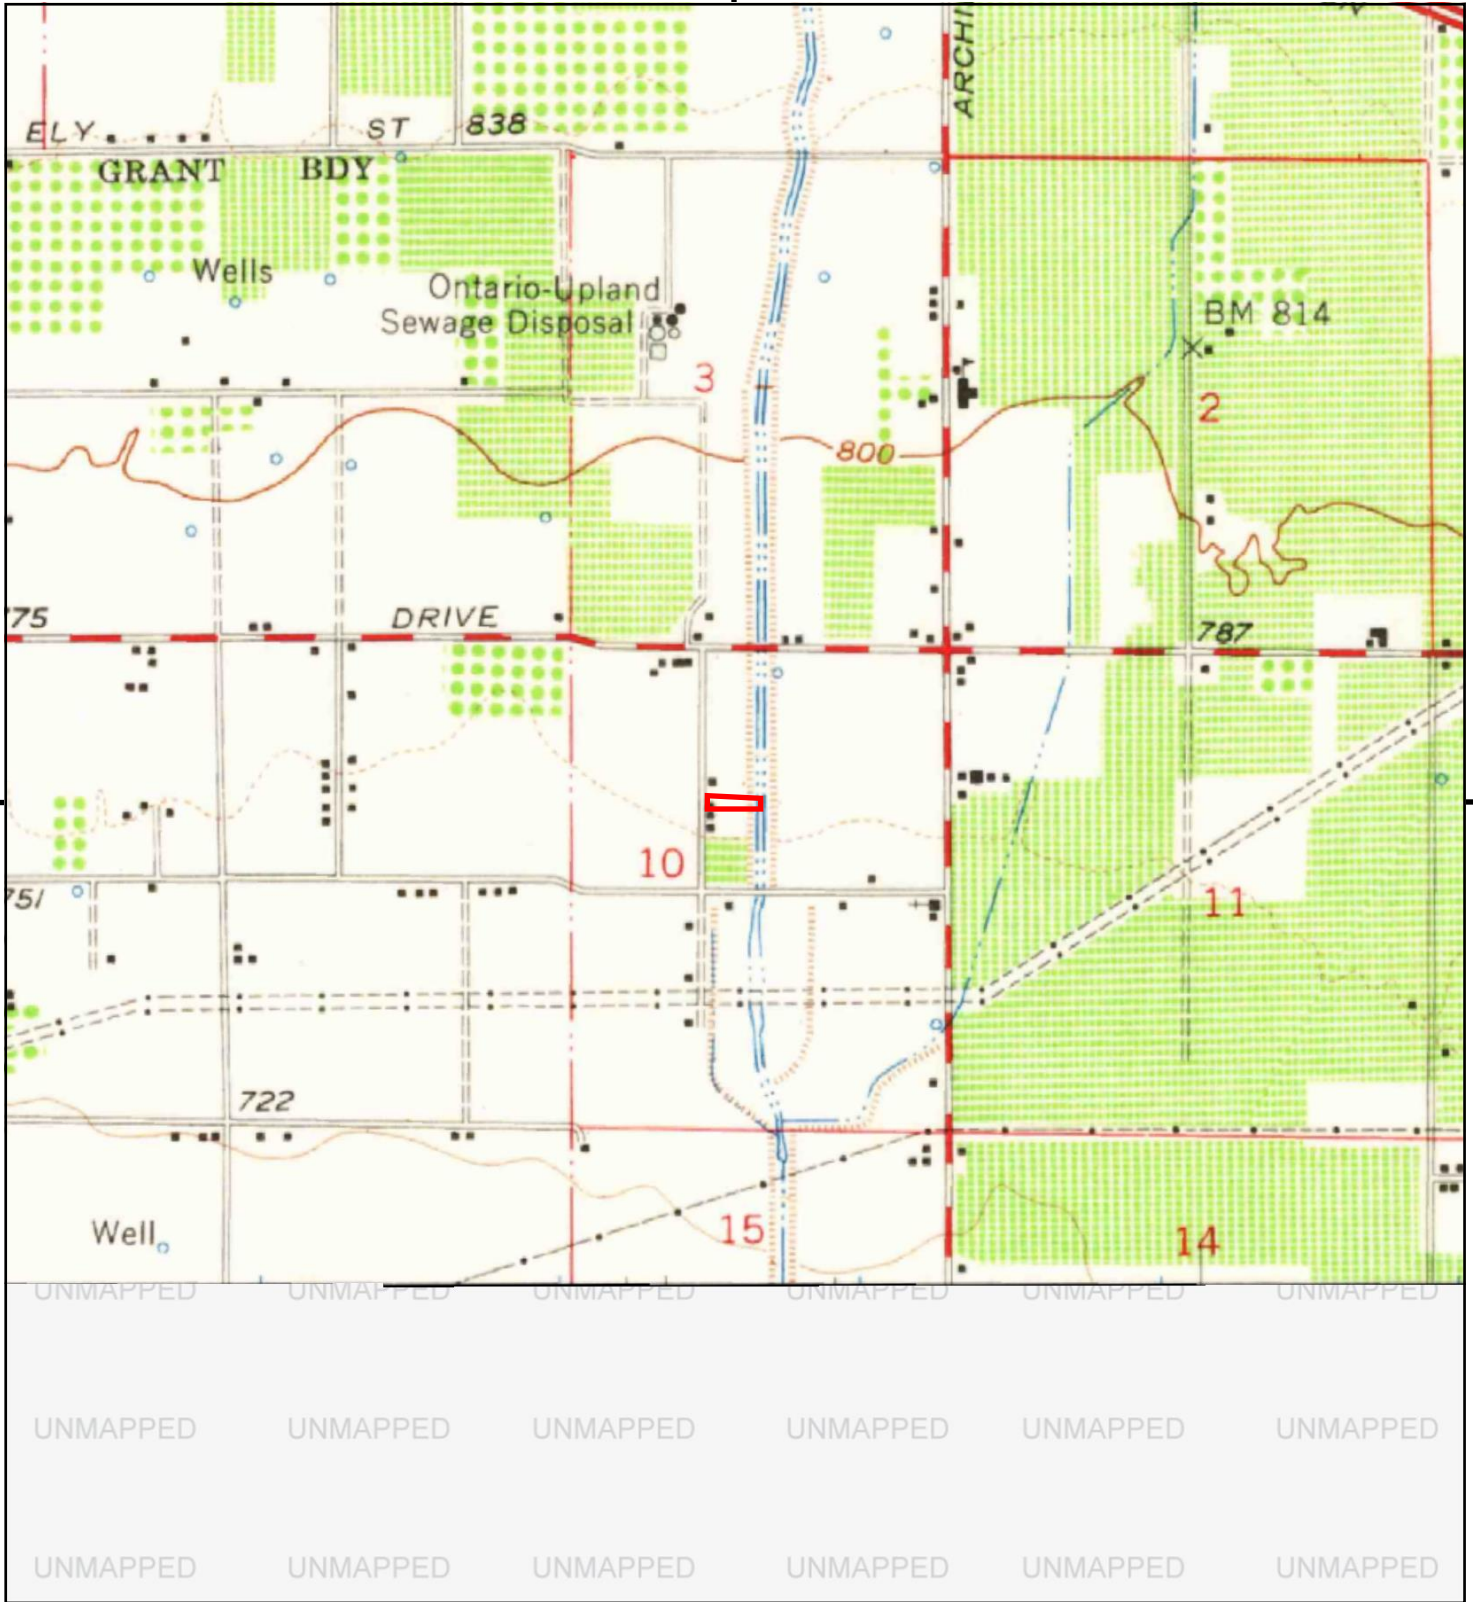 ARCHI
ELY ST 838
GRANT BDY
Wells
Ontario-Upland
Sewage Disposal
BM 814
3
2
800
775 DRIVE
787
10
11
751
722
15
14
Well
UNMAPPED UNMAPPED UNMAPPED UNMAPPED UNMAPPED UNMAPPED
UNMAPPED UNMAPPED UNMAPPED UNMAPPED UNMAPPED UNMAPPED
UNMAPPED UNMAPPED UNMAPPED UNMAPPED UNMAPPED UNMAPPED